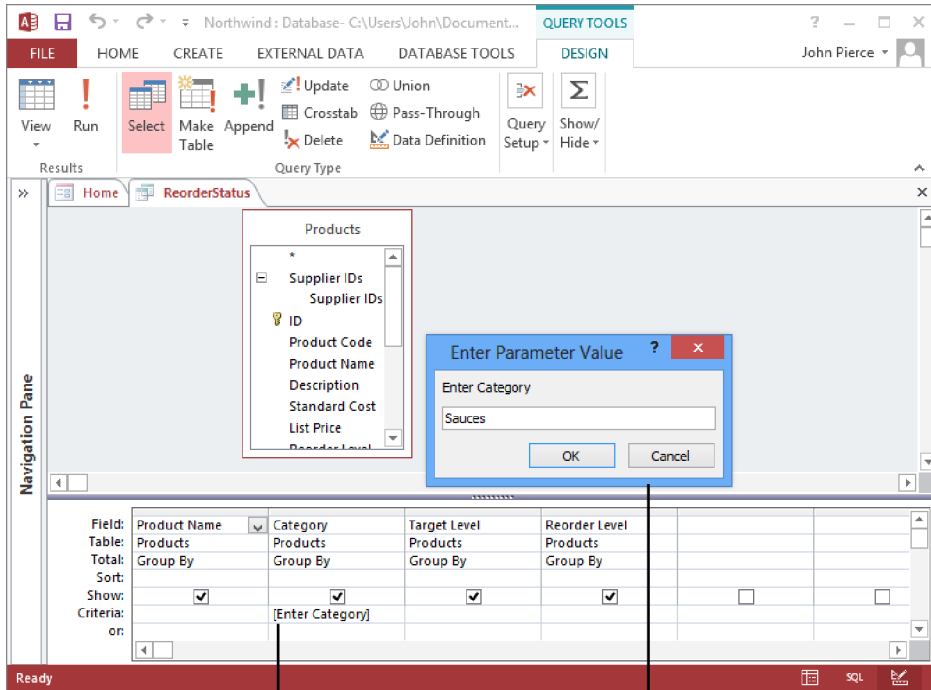 Northwind : Database- C:\Users\John\Document...
QUERY TOOLS
?
FILE
HOME
CREATE
EXTERNAL DATA
DATABASE TOOLS
DESIGN
John Pierce
View
Run
Select
Make Table
Append
Update
Crosstab
Delete
Union
Pass-Through
Data Definition
Query Setup
Show/ Hide
Results
Query Type
Home
ReorderStatus
Navigation Pane
Products
*
Supplier IDs
Supplier IDs
ID
Product Code
Product Name
Description
Standard Cost
List Price
Reorder Level
Enter Parameter Value ?
Enter Category
Sauces
OK Cancel
Field: Product Name Category Target Level Reorder Level
Table: Products Products Products Products
Total: Group By Group By Group By Group By
Sort:
Show:
Criteria: [Enter Category]
or:
Ready
SQL